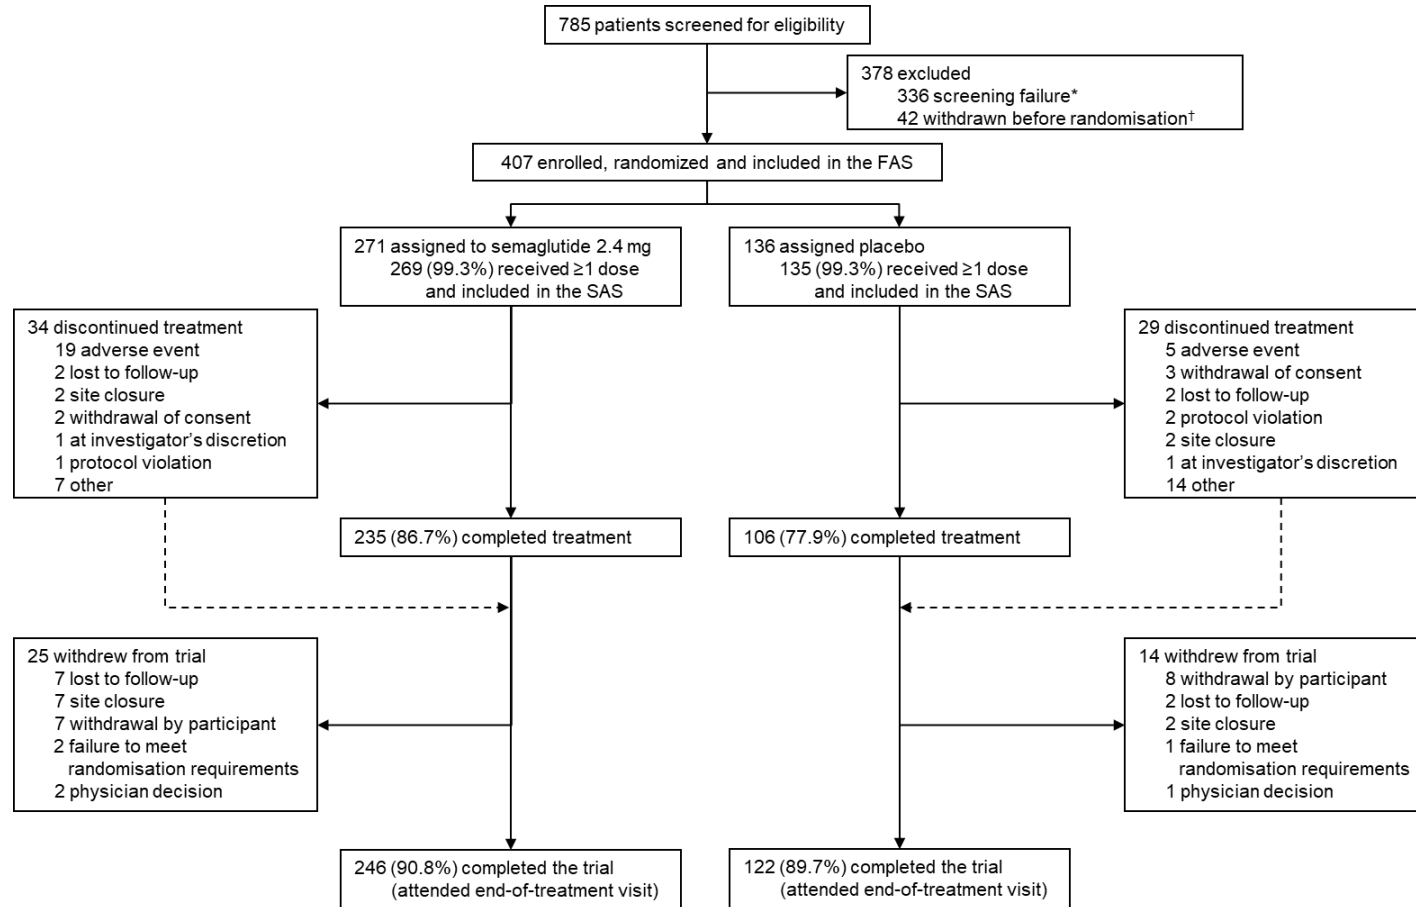 785 patients screened for eligibility
378 excluded
336 screening failure*
42 withdrawn before randomisation†
407 enrolled, randomized and included in the FAS
271 assigned to semaglutide 2.4 mg
269 (99.3%) received ≥1 dose
and included in the SAS
136 assigned placebo
135 (99.3%) received ≥1 dose
and included in the SAS
34 discontinued treatment
19 adverse event
2 lost to follow-up
2 site closure
2 withdrawal of consent
1 at investigator’s discretion
1 protocol violation
7 other
29 discontinued treatment
5 adverse event
3 withdrawal of consent
2 lost to follow-up
2 protocol violation
2 site closure
1 at investigator’s discretion
14 other
235 (86.7%) completed treatment
106 (77.9%) completed treatment
25 withdrew from trial
7 lost to follow-up
7 site closure
7 withdrawal by participant
2 failure to meet
randomisation requirements
2 physician decision
14 withdrew from trial
8 withdrawal by participant
2 lost to follow-up
2 site closure
1 failure to meet
randomisation requirements
1 physician decision
246 (90.8%) completed the trial
(attended end-of-treatment visit)
122 (89.7%) completed the trial
(attended end-of-treatment visit)